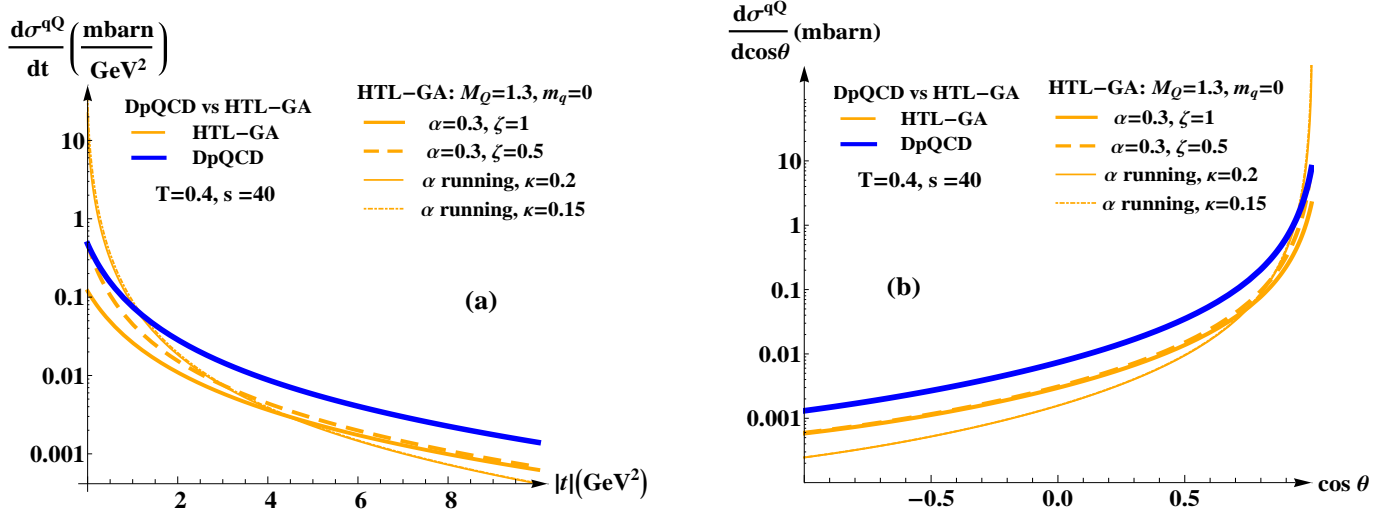 dσ^qQ/dt (mbarn/GeV²)
DpQCD vs HTL−GA
HTL−GA
DpQCD
T=0.4, s =40
HTL−GA: M_Q=1.3, m_q=0
α=0.3, ζ=1
α=0.3, ζ=0.5
α running, κ=0.2
α running, κ=0.15
(a)
10
1
0.1
0.01
0.001
2 4 6 8
|t|(GeV²)
dσ^qQ/dcosθ (mbarn)
DpQCD vs HTL−GA
HTL−GA
DpQCD
T=0.4, s =40
HTL−GA: M_Q=1.3, m_q=0
α=0.3, ζ=1
α=0.3, ζ=0.5
α running, κ=0.2
α running, κ=0.15
(b)
10
1
0.1
0.01
0.001
−0.5 0.0 0.5
cos θ